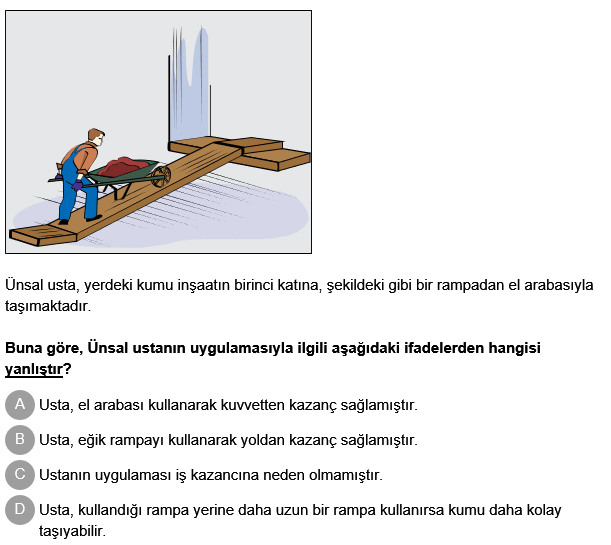 Ünsal usta, yerdeki kumu inşaatın birinci katına, şekildeki gibi bir rampadan el arabasıyla
taşımaktadır.
Buna göre, Ünsal ustanın uygulamasıyla ilgili aşağıdaki ifadelerden hangisi
yanlıştır?
A Usta, el arabası kullanarak kuvvetten kazanç sağlamıştır.
B Usta, eğik rampayı kullanarak yoldan kazanç sağlamıştır.
C Ustanın uygulaması iş kazancına neden olmamıştır.
D Usta, kullandığı rampa yerine daha uzun bir rampa kullanırsa kumu daha kolay
taşıyabilir.